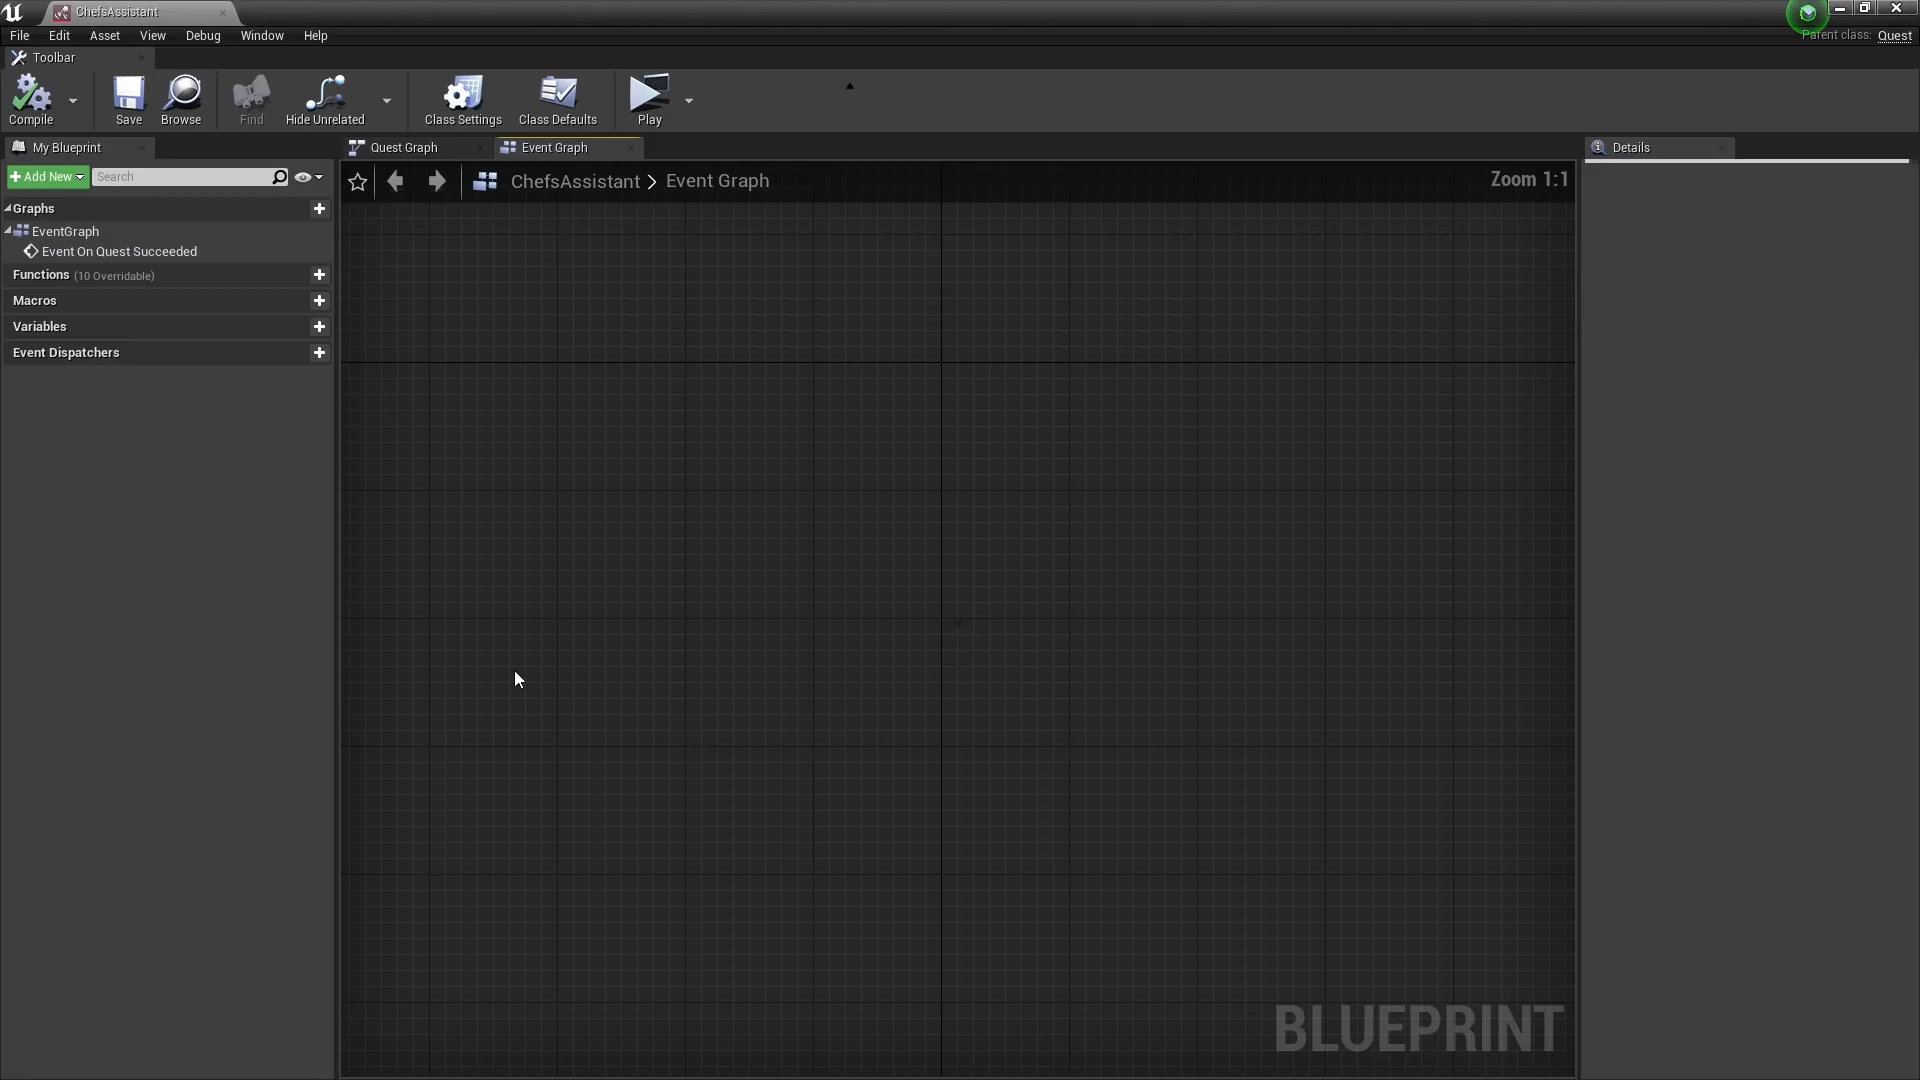 ChefsAssistant
File Edit Asset View Debug Window Help
Parent class: Quest
Toolbar
Compile Save Browse Find Hide Unrelated Class Settings Class Defaults Play
My Blueprint
Quest Graph
Event Graph
Details
Add New Search
ChefsAssistant > Event Graph
Zoom 1:1
Graphs
EventGraph
Event On Quest Succeeded
Functions (10 Overridable)
Macros
Variables
Event Dispatchers
BLUEPRINT